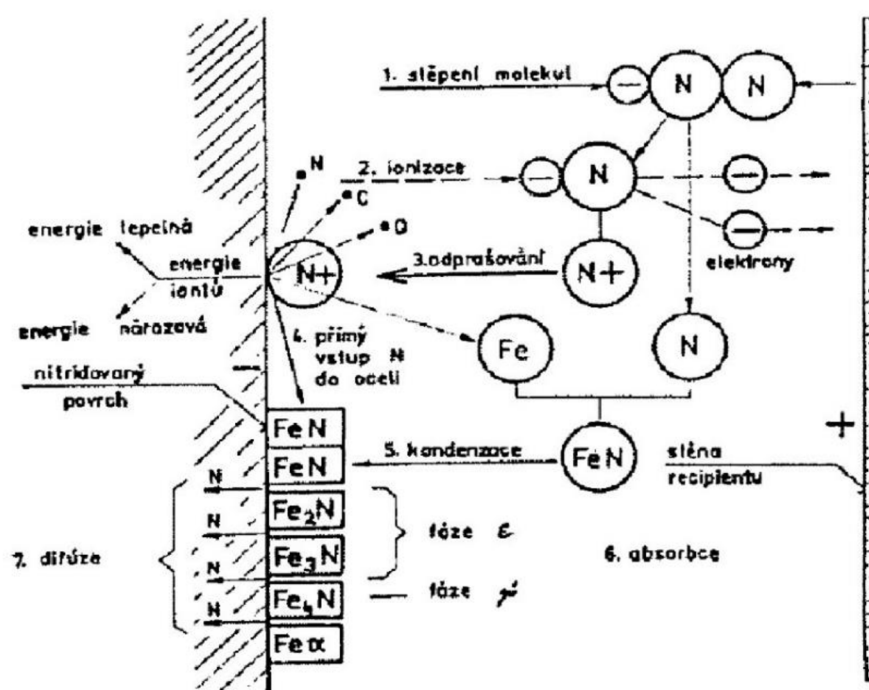 1. štěpení molekul
−
N
N
N
2. ionizace
−
N
−
C
O
−
elektrony
energie tepelná
energie
iontů
N+
3. odprašování
N+
energie nárazová
4. přímý
vstup N
do oceli
Fe
N
−
nitridovaný
povrch
+
FeN
FeN
5. kondenzace
FeN
stěna
recipientu
N
Fe₂N
N
fáze ε
7. difúze
Fe₃N
6. absorbce
N
Fe₄N
fáze γ'
N
Fe α